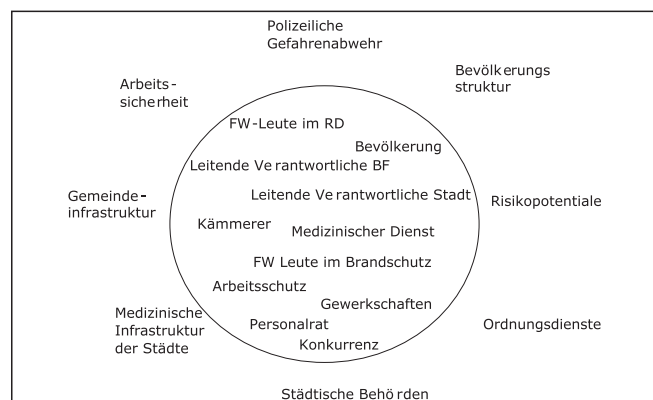 Polizeiliche
Gefahrenabwehr
Bevölkerungs
struktur
Arbeits-
sicherheit
FW-Leute im RD
Bevölkerung
Leitende Verantwortliche BF
Leitende Verantwortliche Stadt
Gemeinde-
infrastruktur
Risikopotentiale
Kämmerer
Medizinischer Dienst
FW Leute im Brandschutz
Arbeitsschutz
Gewerkschaften
Medizinische
Infrastruktur
der Städte
Personalrat
Ordnungsdienste
Konkurrenz
Städtische Behörden